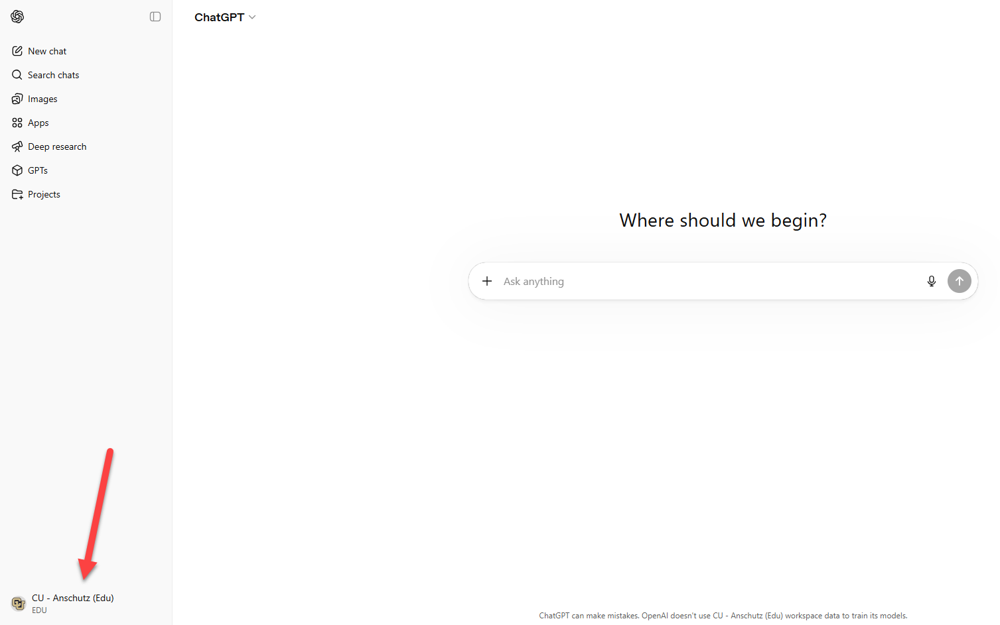 ChatGPT
New chat
Search chats
Images
Apps
Deep research
GPTs
Projects
Where should we begin?
Ask anything
CU - Anschutz (Edu)
EDU
ChatGPT can make mistakes. OpenAI doesn't use CU - Anschutz (Edu) workspace data to train its models.